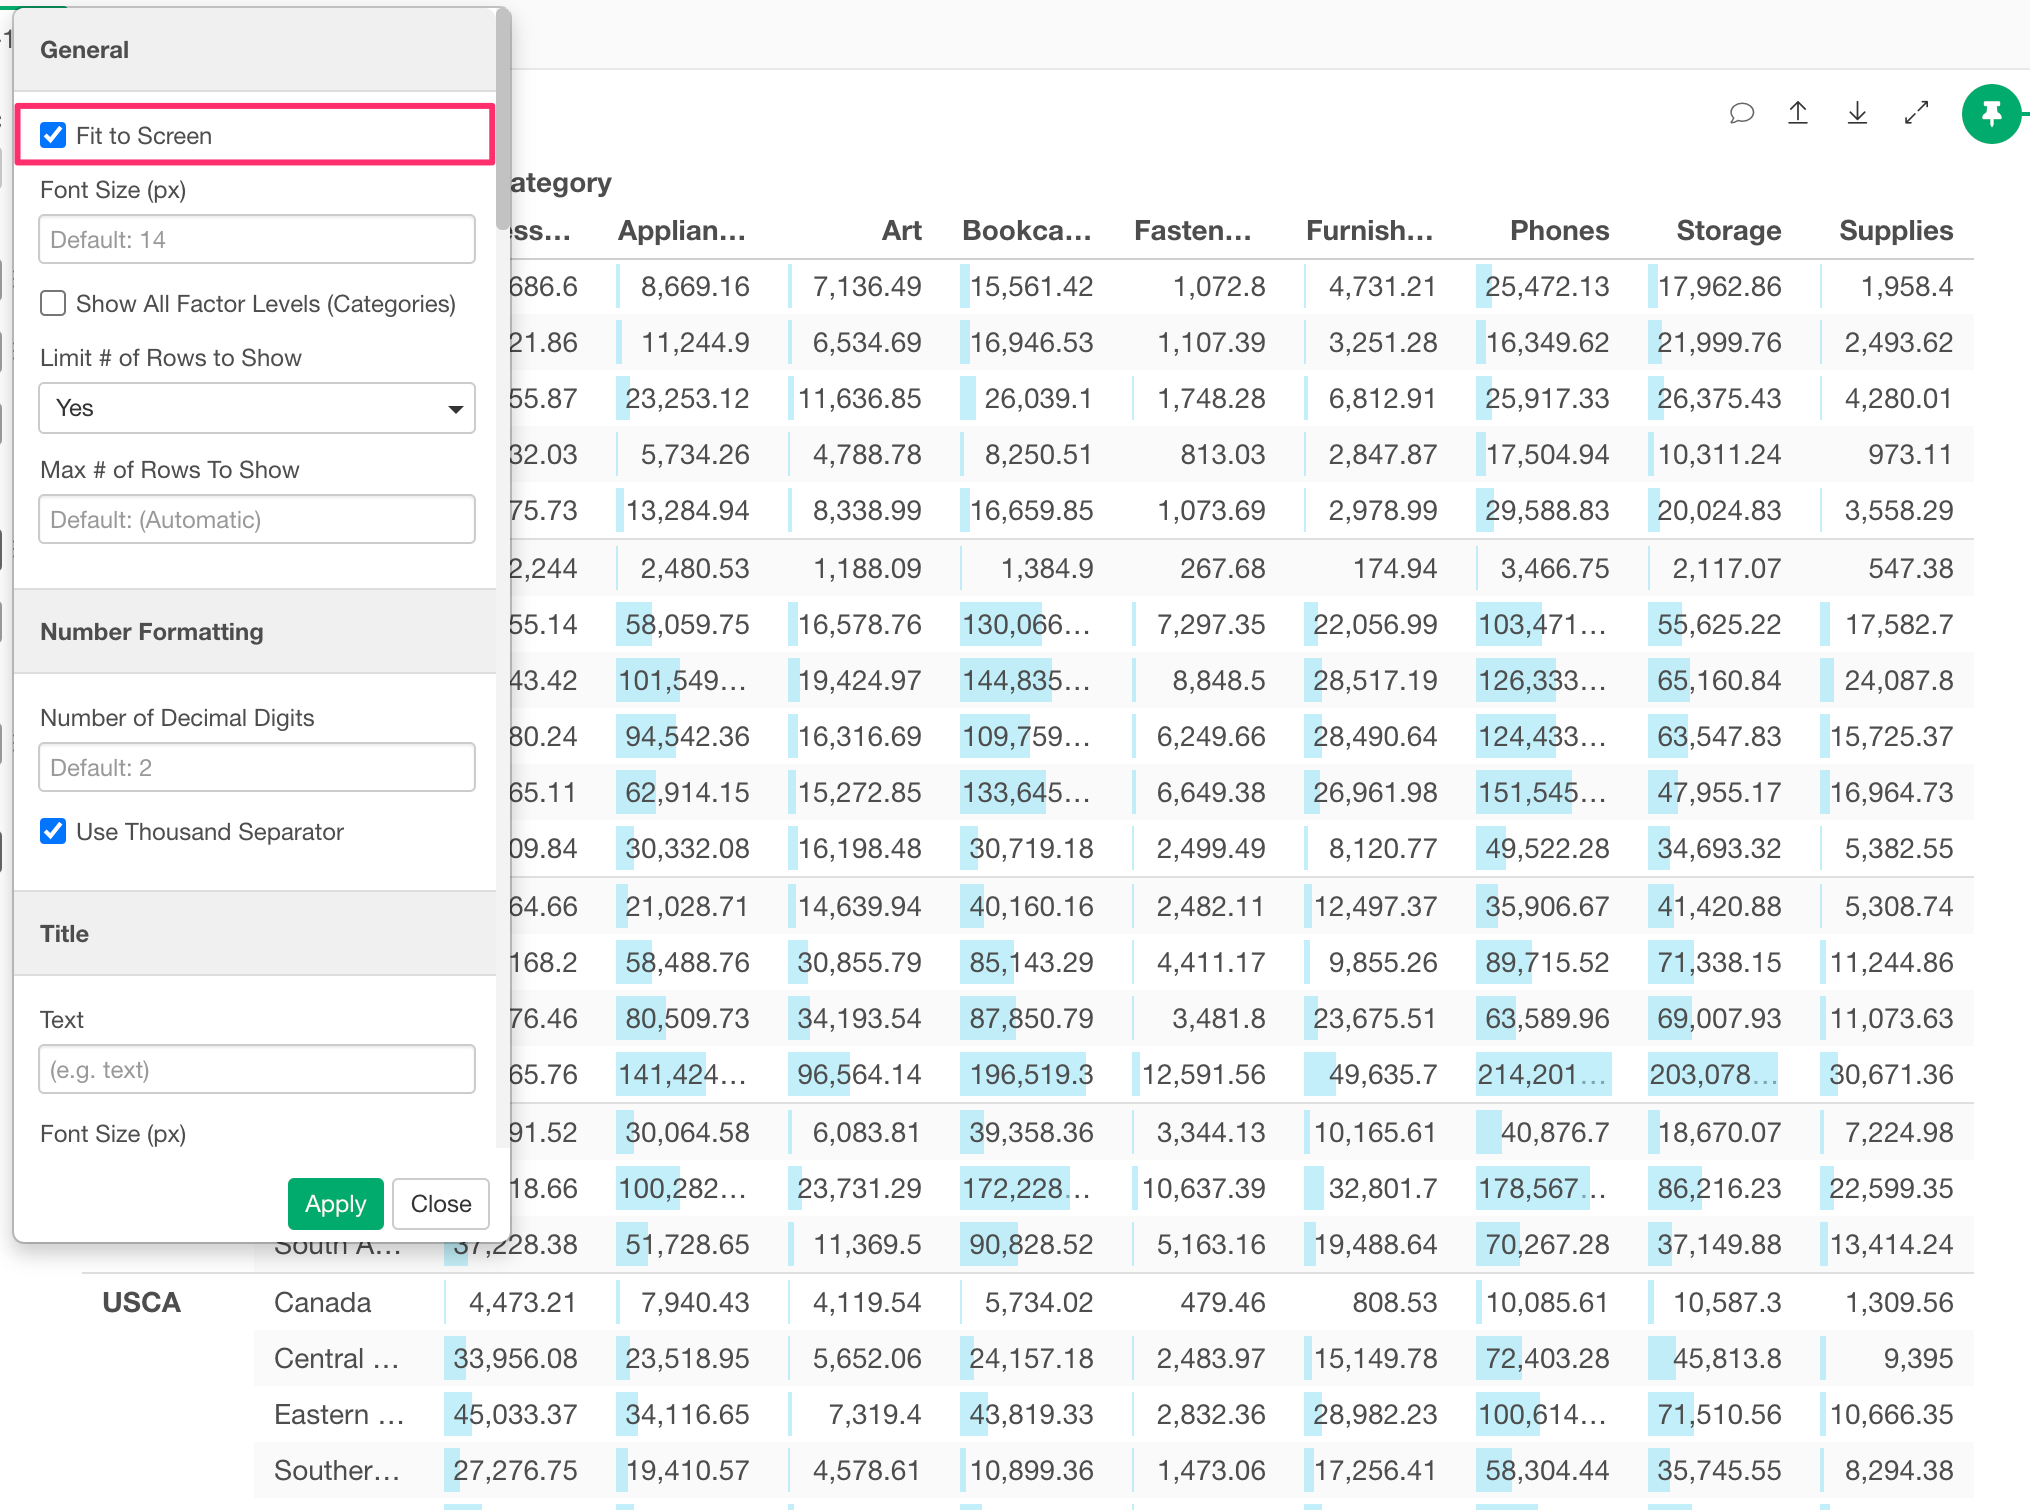 General
Fit to Screen
Font Size (px)
Default: 14
Show All Factor Levels (Categories)
Limit # of Rows to Show
Yes
Max # of Rows To Show
Default: (Automatic)
Number Formatting
Number of Decimal Digits
Default: 2
Use Thousand Separator
Title
Text
(e.g. text)
Font Size (px)
Apply Close
ategory
ess... Applian... Art Bookca... Fasten... Furnish... Phones Storage Supplies
686.6 8,669.16 7,136.49 15,561.42 1,072.8 4,731.21 25,472.13 17,962.86 1,958.4
21.86 11,244.9 6,534.69 16,946.53 1,107.39 3,251.28 16,349.62 21,999.76 2,493.62
55.87 23,253.12 11,636.85 26,039.1 1,748.28 6,812.91 25,917.33 26,375.43 4,280.01
32.03 5,734.26 4,788.78 8,250.51 813.03 2,847.87 17,504.94 10,311.24 973.11
75.73 13,284.94 8,338.99 16,659.85 1,073.69 2,978.99 29,588.83 20,024.83 3,558.29
2,244 2,480.53 1,188.09 1,384.9 267.68 174.94 3,466.75 2,117.07 547.38
55.14 58,059.75 16,578.76 130,066... 7,297.35 22,056.99 103,471... 55,625.22 17,582.7
43.42 101,549... 19,424.97 144,835... 8,848.5 28,517.19 126,333... 65,160.84 24,087.8
80.24 94,542.36 16,316.69 109,759... 6,249.66 28,490.64 124,433... 63,547.83 15,725.37
65.11 62,914.15 15,272.85 133,645... 6,649.38 26,961.98 151,545... 47,955.17 16,964.73
09.84 30,332.08 16,198.48 30,719.18 2,499.49 8,120.77 49,522.28 34,693.32 5,382.55
64.66 21,028.71 14,639.94 40,160.16 2,482.11 12,497.37 35,906.67 41,420.88 5,308.74
168.2 58,488.76 30,855.79 85,143.29 4,411.17 9,855.26 89,715.52 71,338.15 11,244.86
76.46 80,509.73 34,193.54 87,850.79 3,481.8 23,675.51 63,589.96 69,007.93 11,073.63
65.76 141,424... 96,564.14 196,519.3 12,591.56 49,635.7 214,201... 203,078... 30,671.36
91.52 30,064.58 6,083.81 39,358.36 3,344.13 10,165.61 40,876.7 18,670.07 7,224.98
18.66 100,282... 23,731.29 172,228... 10,637.39 32,801.7 178,567... 86,216.23 22,599.35
South A... 37,228.38 51,728.65 11,369.5 90,828.52 5,163.16 19,488.64 70,267.28 37,149.88 13,414.24
USCA Canada 4,473.21 7,940.43 4,119.54 5,734.02 479.46 808.53 10,085.61 10,587.3 1,309.56
Central ... 33,956.08 23,518.95 5,652.06 24,157.18 2,483.97 15,149.78 72,403.28 45,813.8 9,395
Eastern ... 45,033.37 34,116.65 7,319.4 43,819.33 2,832.36 28,982.23 100,614... 71,510.56 10,666.35
Souther... 27,276.75 19,410.57 4,578.61 10,899.36 1,473.06 17,256.41 58,304.44 35,745.55 8,294.38